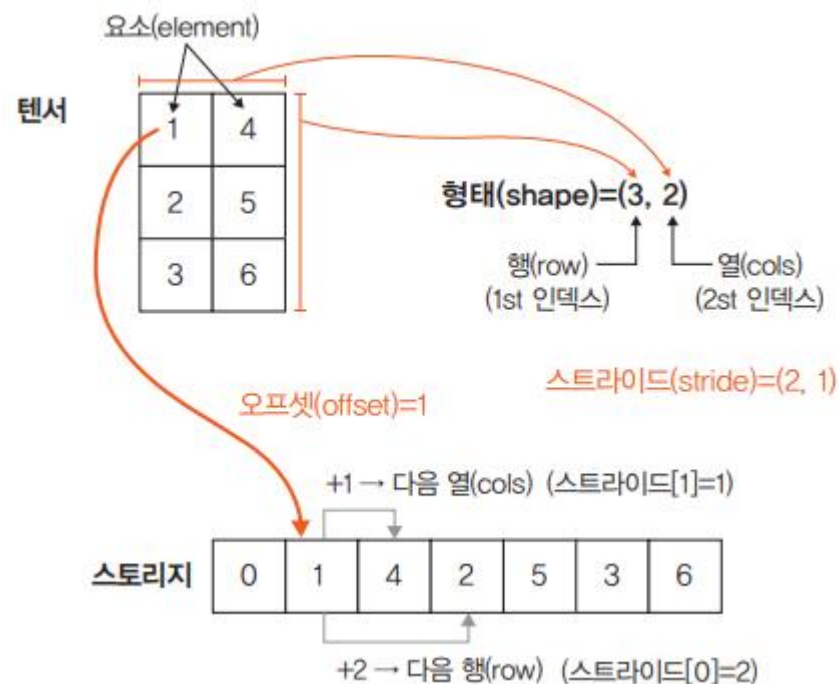 요소(element)
텐서
1 4
2 5
3 6
형태(shape)=(3, 2)
행(row) 열(cols)
(1st 인덱스) (2st 인덱스)
스트라이드(stride)=(2, 1)
오프셋(offset)=1
+1 → 다음 열(cols) (스트라이드[1]=1)
스토리지 0 1 4 2 5 3 6
+2 → 다음 행(row) (스트라이드[0]=2)